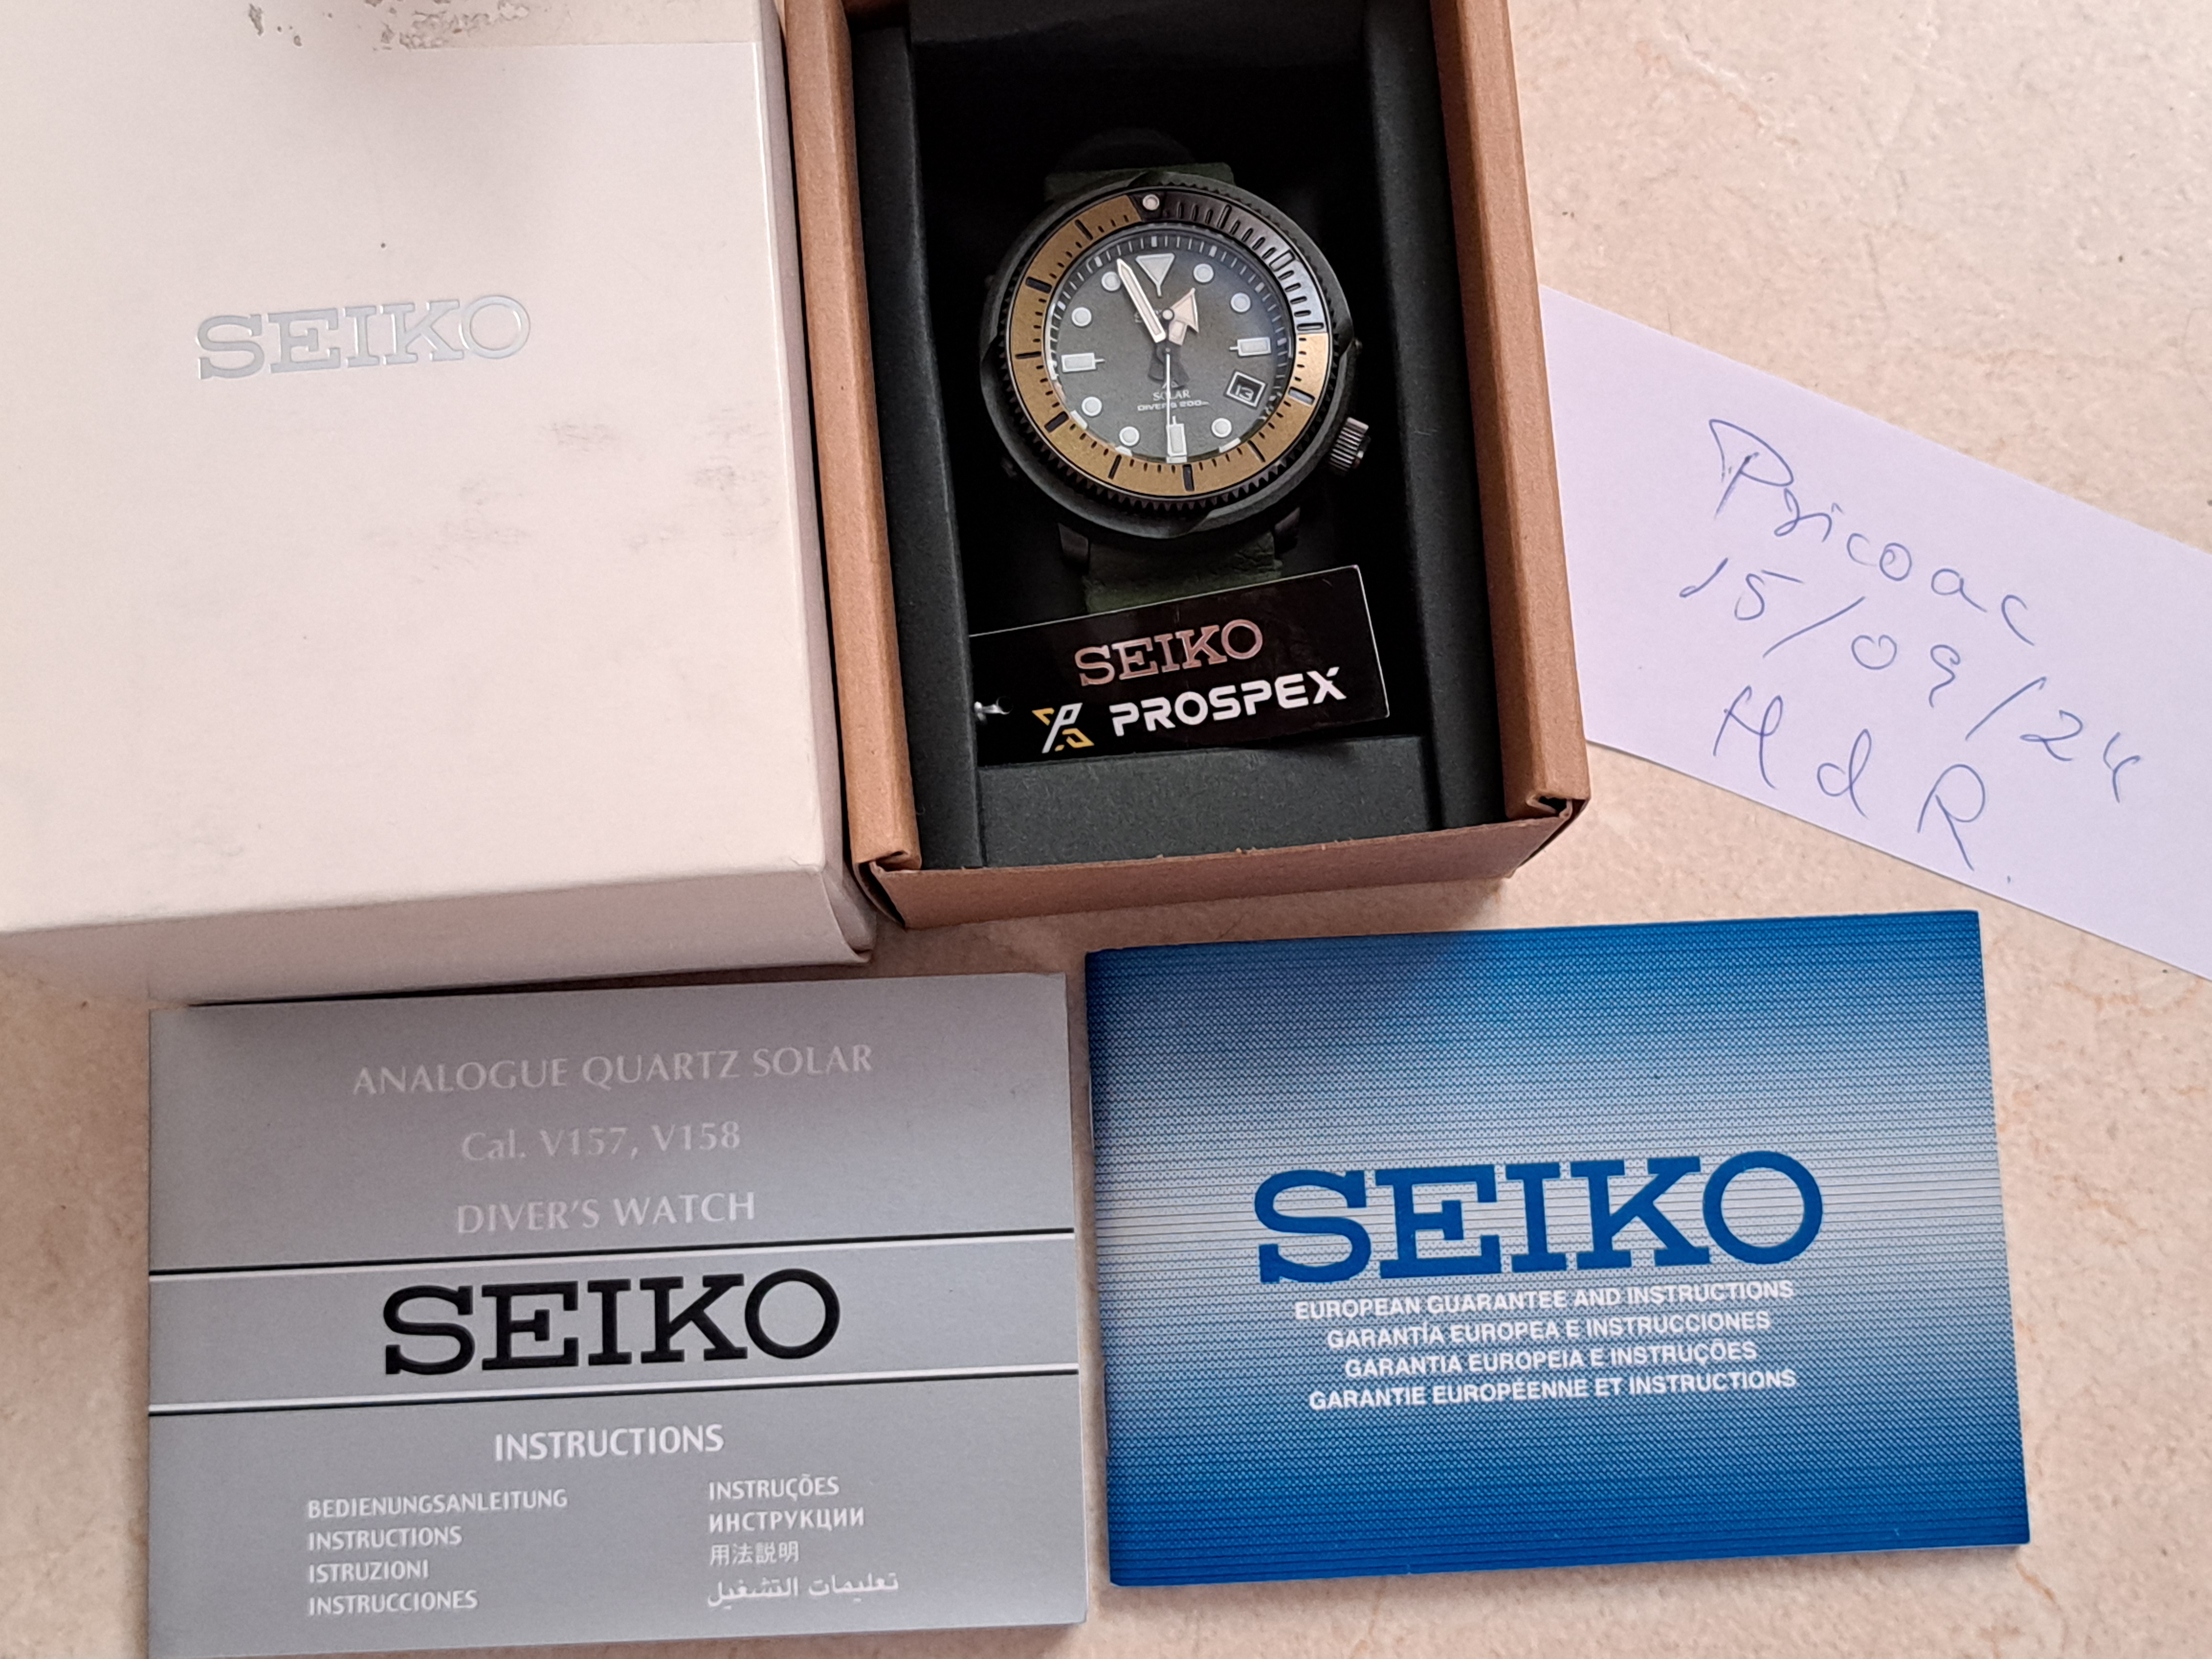 SEIKO
SOLAR
DIVER'S 200m
13
SEIKO
PROSPEX
Psicoac
15/09/24
HdR.
ANALOGUE QUARTZ SOLAR
Cal. V157, V158
DIVER'S WATCH
SEIKO
INSTRUCTIONS
BEDIENUNGSANLEITUNG
INSTRUCTIONS
ISTRUZIONI
INSTRUCCIONES
INSTRUÇÕES
ИНСТРУКЦИИ
用法説明
تعليمات التشغيل
SEIKO
EUROPEAN GUARANTEE AND INSTRUCTIONS
GARANTÍA EUROPEA E INSTRUCCIONES
GARANTIA EUROPEIA E INSTRUÇÕES
GARANTIE EUROPÉENNE ET INSTRUCTIONS